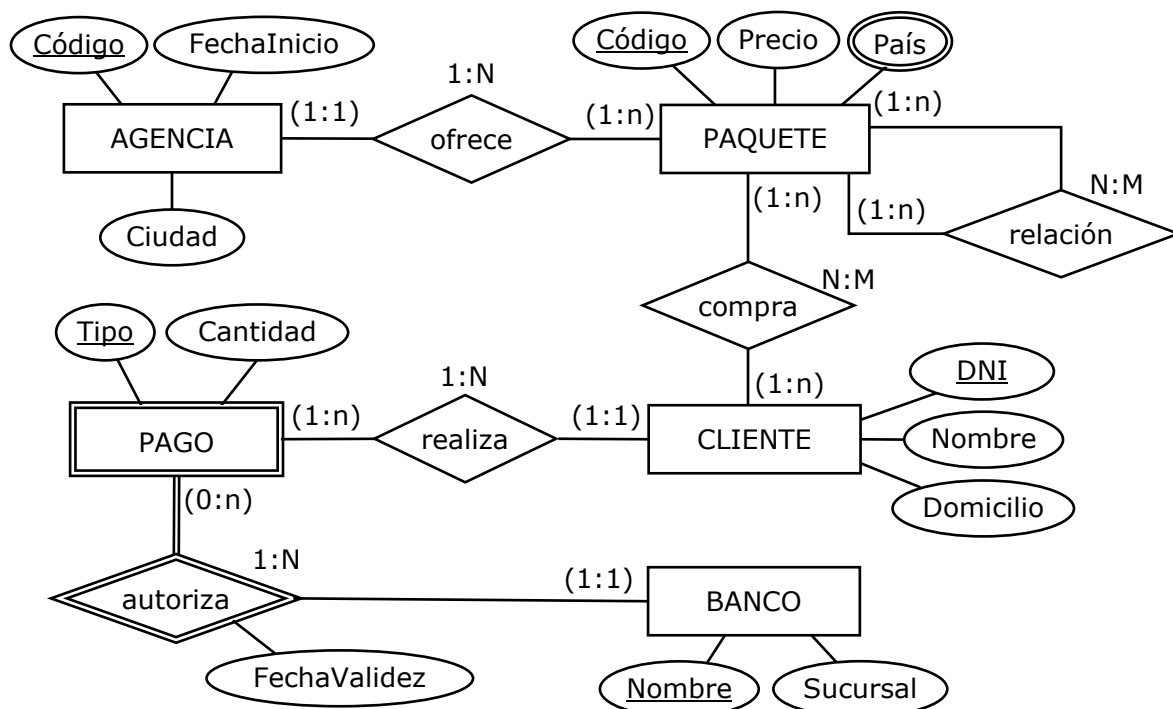 Código
FechaInicio
Código
Precio
País
1:N
(1:1)
(1:n)
(1:n)
AGENCIA
ofrece
PAQUETE
(1:n)
(1:n)
N:M
relación
Ciudad
N:M
compra
Tipo
Cantidad
1:N
(1:n)
DNI
(1:n)
(1:1)
PAGO
realiza
CLIENTE
Nombre
(0:n)
Domicilio
1:N
(1:1)
autoriza
BANCO
FechaValidez
Nombre
Sucursal